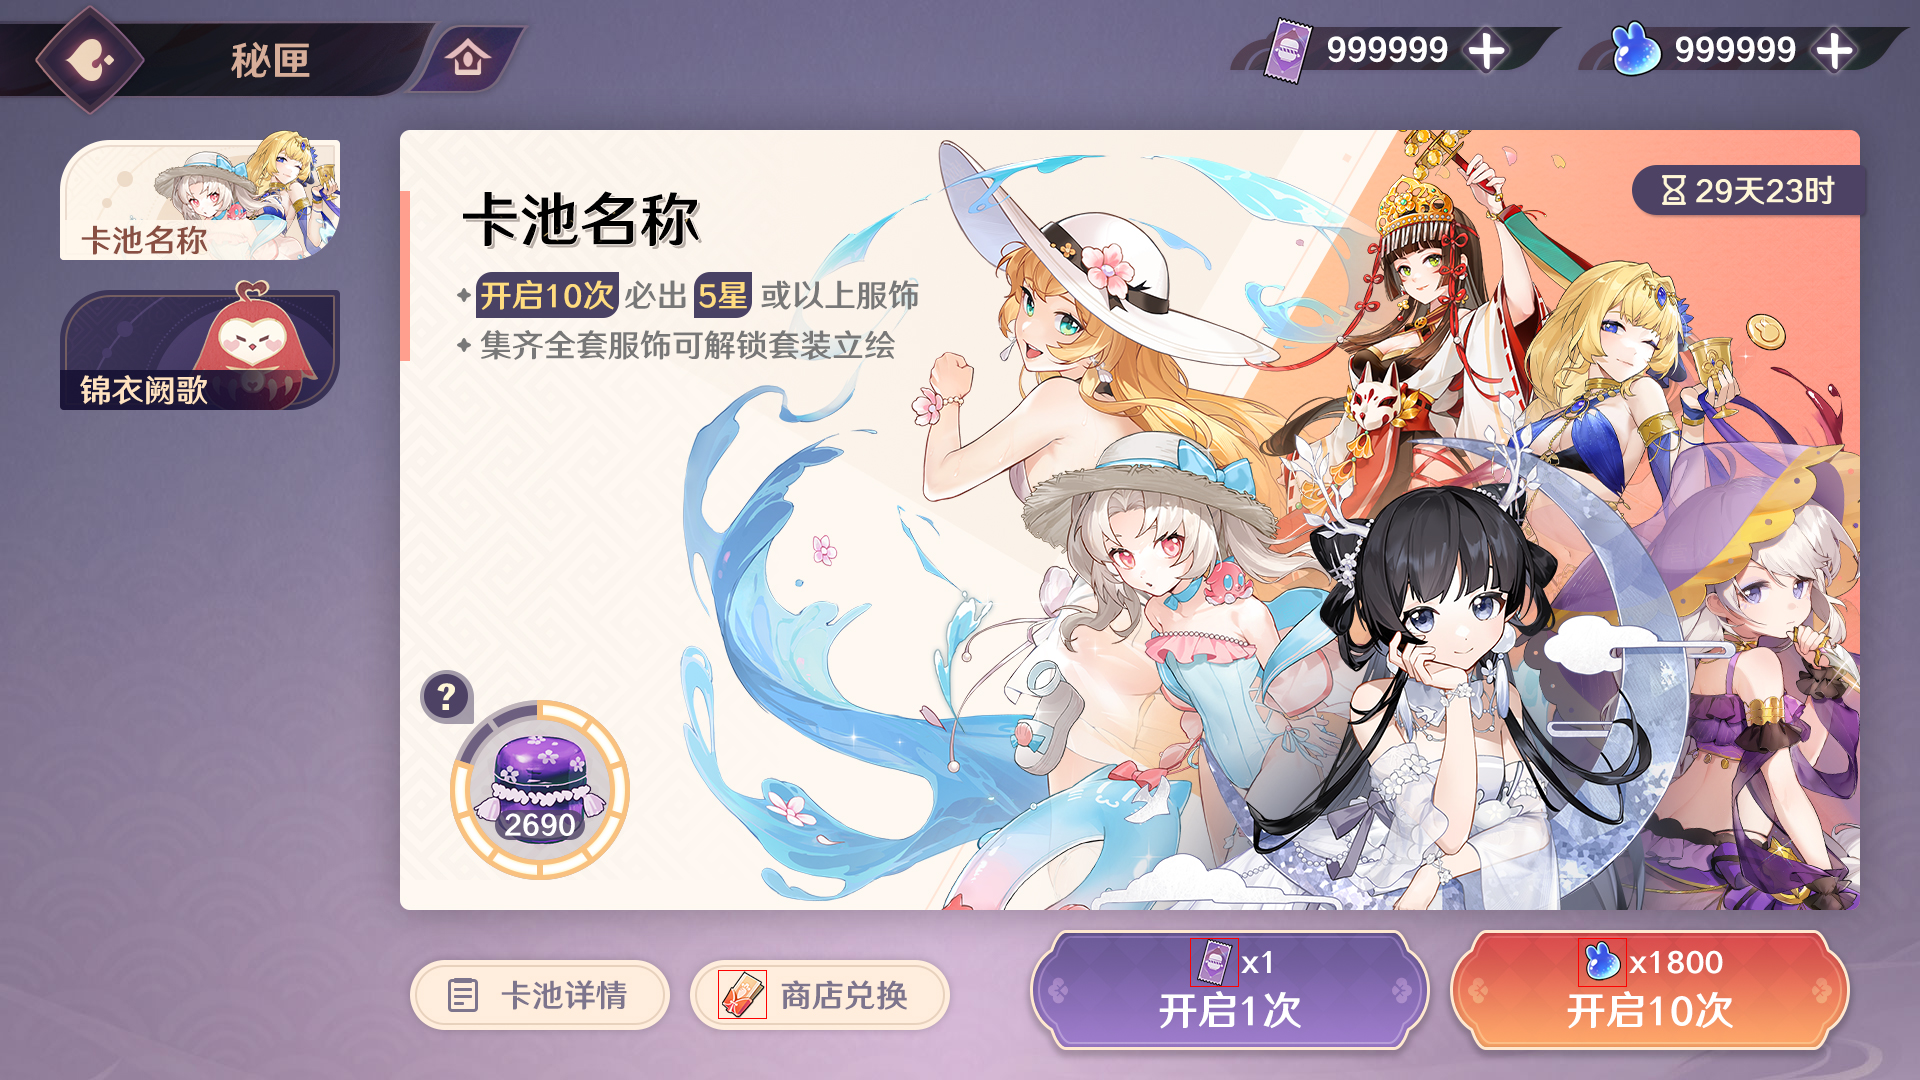 秘匣
999999
999999
卡池名称
锦衣阙歌
卡池名称
开启10次 必出 5星 或以上服饰
集齐全套服饰可解锁套装立绘
29天23时
?
2690
卡池详情
商店兑换
x1
开启1次
x1800
开启10次